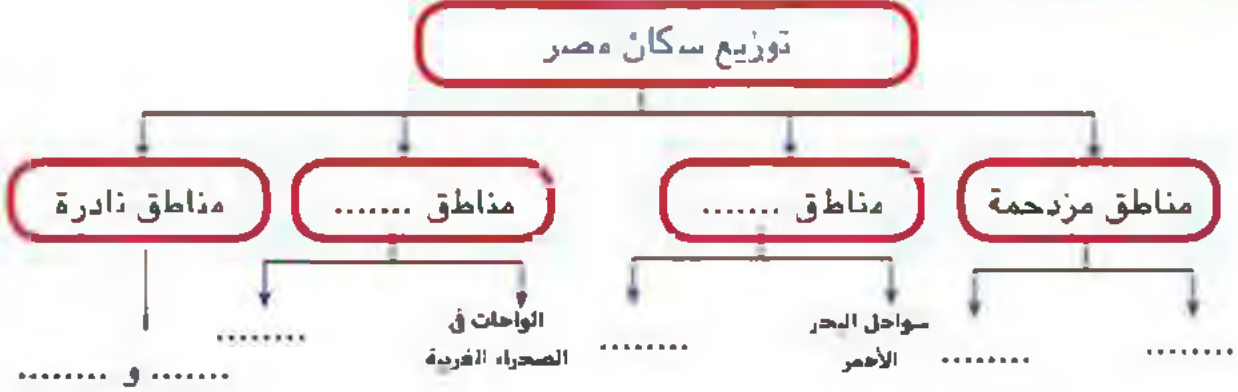 توزيع سكان مصر
مناطق مزدحمة
مناطق .......
مناطق .......
مناطق نادرة
........
........
سواحل البحر
الأحمر
........
الواحات في
الصحراء الغربية
........
....... و ........